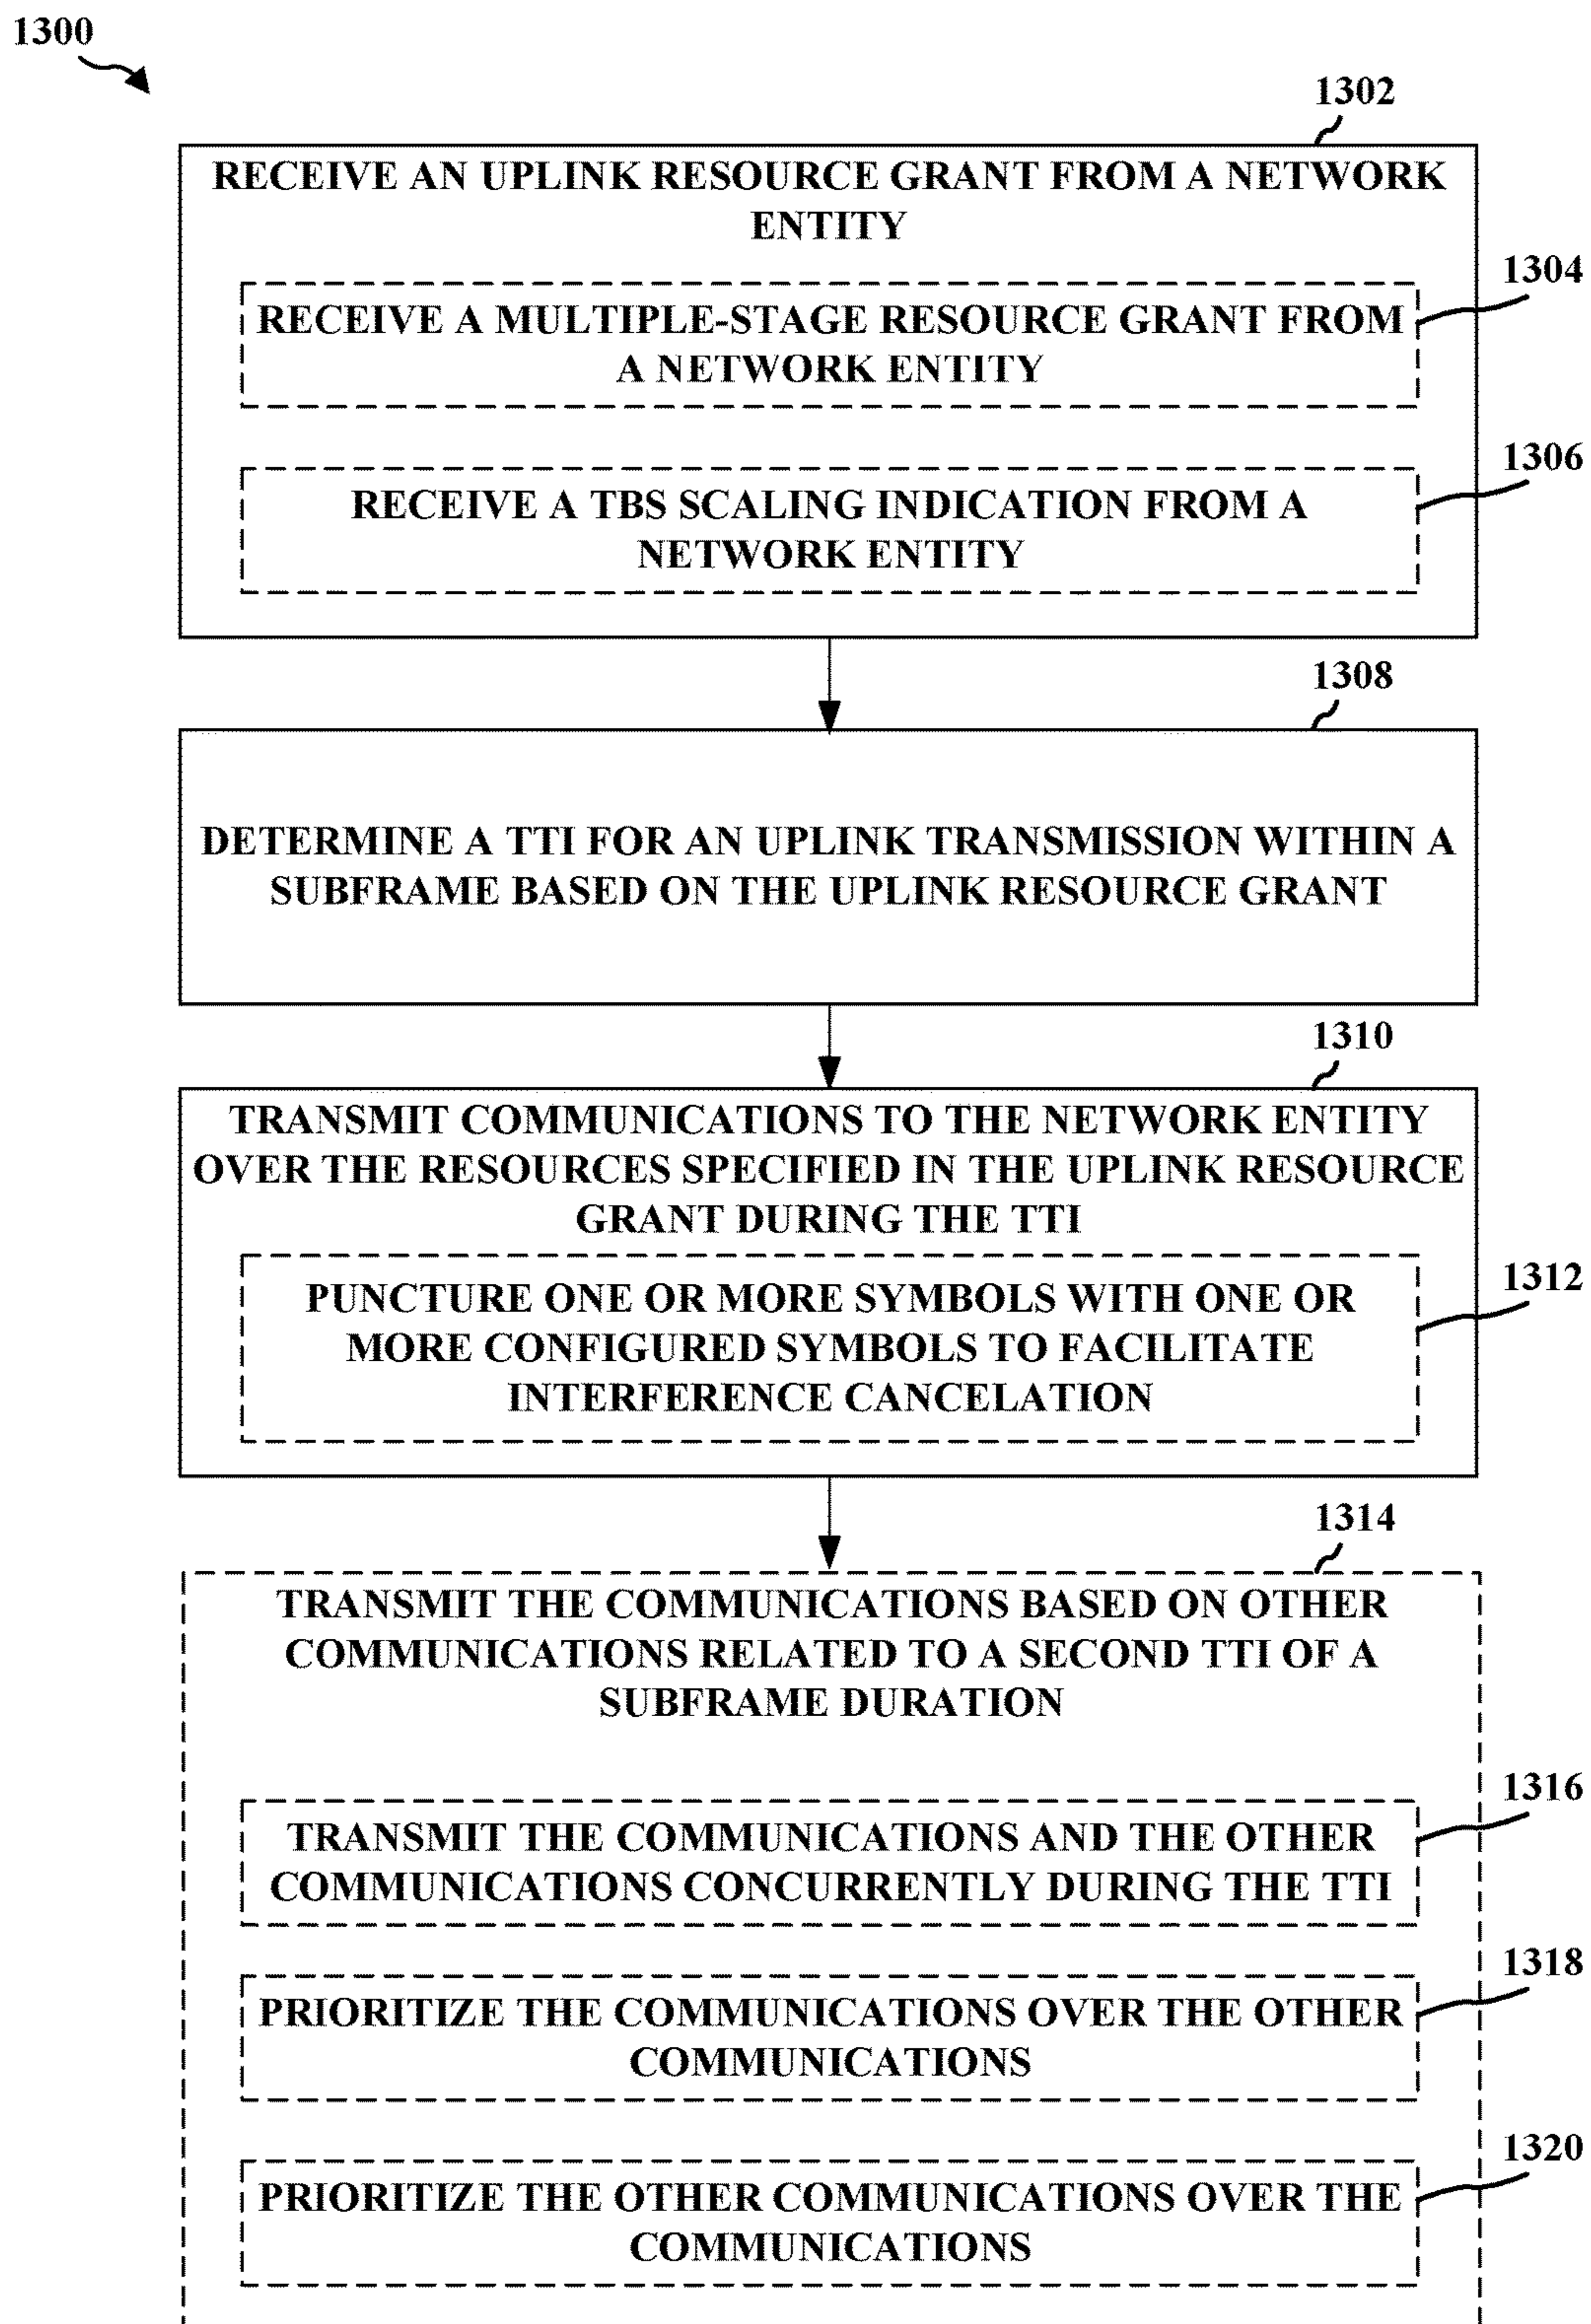 1300
1302
RECEIVE AN UPLINK RESOURCE GRANT FROM A NETWORK
ENTITY
1304
RECEIVE A MULTIPLE-STAGE RESOURCE GRANT FROM
A NETWORK ENTITY
1306
RECEIVE A TBS SCALING INDICATION FROM A
NETWORK ENTITY
1308
DETERMINE A TTI FOR AN UPLINK TRANSMISSION WITHIN A
SUBFRAME BASED ON THE UPLINK RESOURCE GRANT
1310
TRANSMIT COMMUNICATIONS TO THE NETWORK ENTITY
OVER THE RESOURCES SPECIFIED IN THE UPLINK RESOURCE
GRANT DURING THE TTI
1312
PUNCTURE ONE OR MORE SYMBOLS WITH ONE OR
MORE CONFIGURED SYMBOLS TO FACILITATE
INTERFERENCE CANCELATION
1314
TRANSMIT THE COMMUNICATIONS BASED ON OTHER
COMMUNICATIONS RELATED TO A SECOND TTI OF A
SUBFRAME DURATION
1316
TRANSMIT THE COMMUNICATIONS AND THE OTHER
COMMUNICATIONS CONCURRENTLY DURING THE TTI
1318
PRIORITIZE THE COMMUNICATIONS OVER THE OTHER
COMMUNICATIONS
1320
PRIORITIZE THE OTHER COMMUNICATIONS OVER THE
COMMUNICATIONS